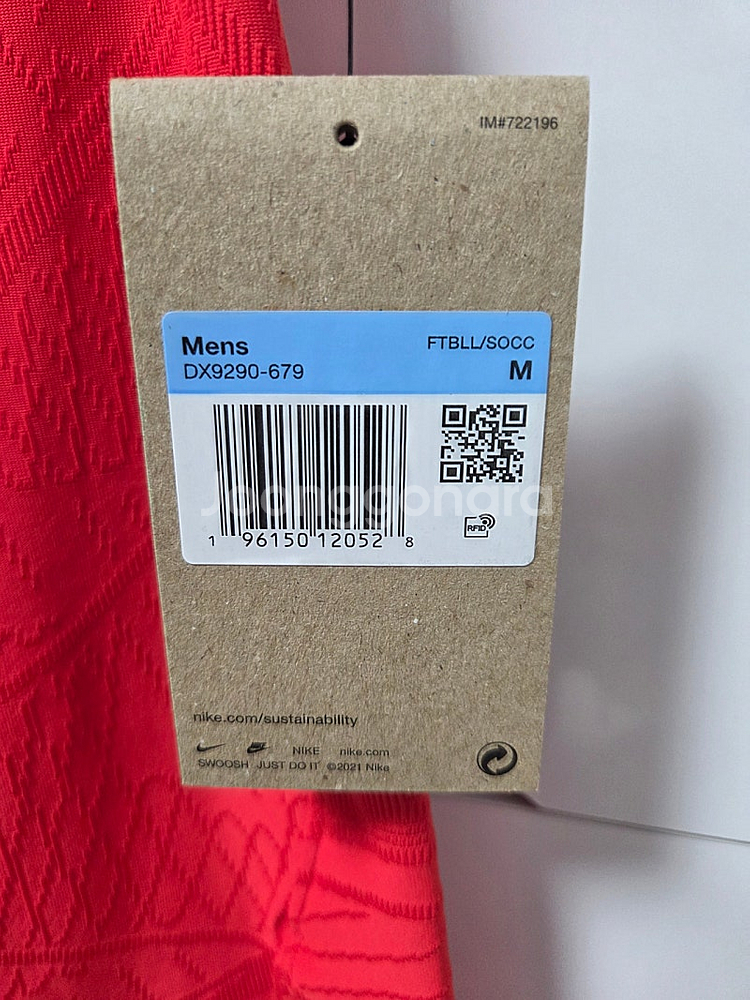 IM#722196
Mens FTBLL/SOCC
DX9290-679 M
Joonggonara
1 96150 12052 8
RFID
nike.com/sustainability
NIKE nike.com
SWOOSH JUST DO IT ©2021 Nike